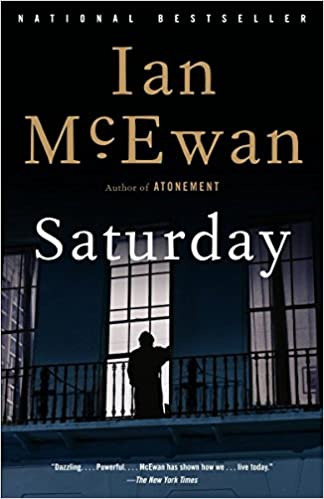 NATIONAL BESTSELLER
Ian
McEwan
Author of ATONEMENT
Saturday
"Dazzling. . . . Powerful. . . . McEwan has shown how we . . . live today."
—The New York Times